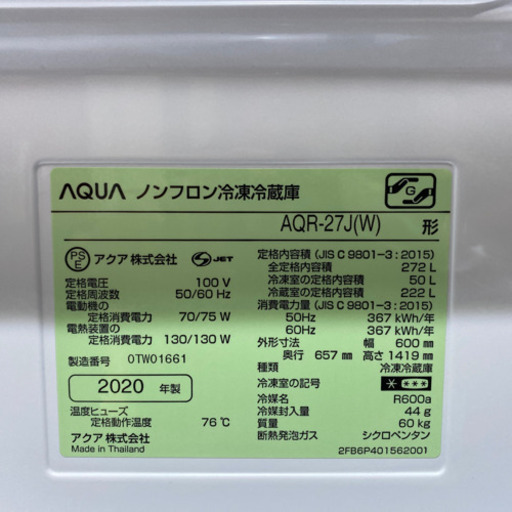 AQUA ノンフロン冷凍冷蔵庫
G
AQR-27J(W) 形
PS E アクア株式会社 S JET
定格電圧 100 V
定格周波数 50/60 Hz
電動機の
定格消費電力 70/75 W
電熱装置の
定格消費電力 130/130 W
製造番号 0TW01661
2020 年製
温度ヒューズ
定格動作温度 76℃
アクア株式会社
Made in Thailand
定格内容積 (JIS C 9801-3 : 2015)
全定格内容積 272 L
冷凍室の定格内容積 50 L
冷蔵室の定格内容積 222 L
消費電力量 (JIS C 9801-3 : 2015)
50Hz 367 kWh/年
60Hz 367 kWh/年
外形寸法 幅 600 ㎜
奥行 657 ㎜ 高さ 1419 ㎜
種類 冷凍冷蔵庫
冷凍室の記号 * ***
冷媒名 R600a
冷媒封入量 44 g
質量 60 kg
断熱発泡ガス シクロペンタン
2FB6P401562001